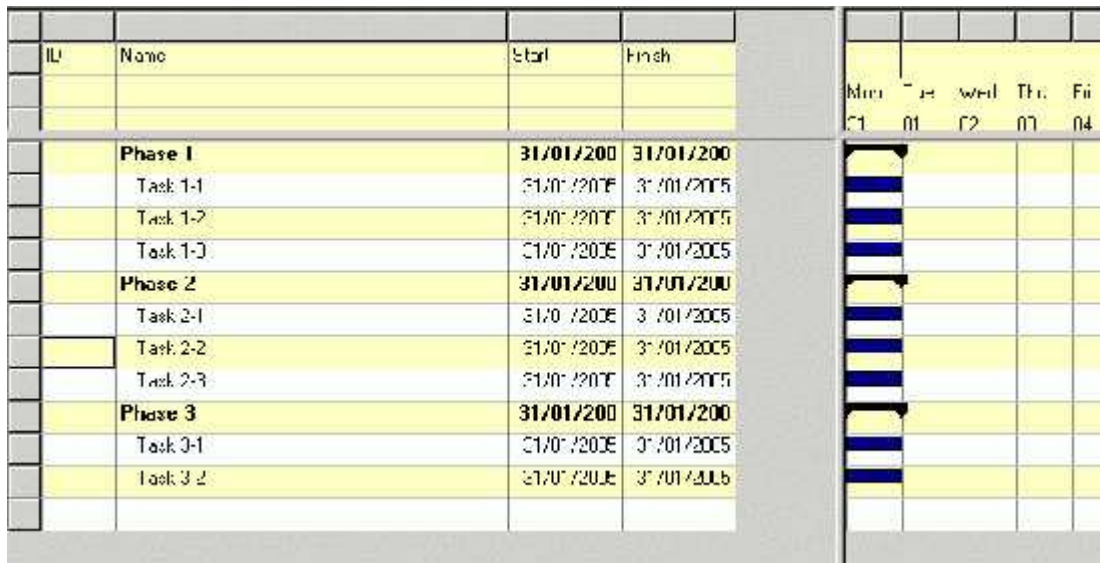 ID Name Start Finish
Mon Tue Wed Thu Fri
01 02 03 04
Phase 1 31/01/200 31/01/200
Task 1-1 31/01/2005 31/01/2005
Task 1-2 31/01/2005 31/01/2005
Task 1-3 31/01/2005 31/01/2005
Phase 2 31/01/200 31/01/200
Task 2-1 31/01/2005 31/01/2005
Task 2-2 31/01/2005 31/01/2005
Task 2-3 31/01/2005 31/01/2005
Phase 3 31/01/200 31/01/200
Task 3-1 31/01/2005 31/01/2005
Task 3-2 31/01/2005 31/01/2005